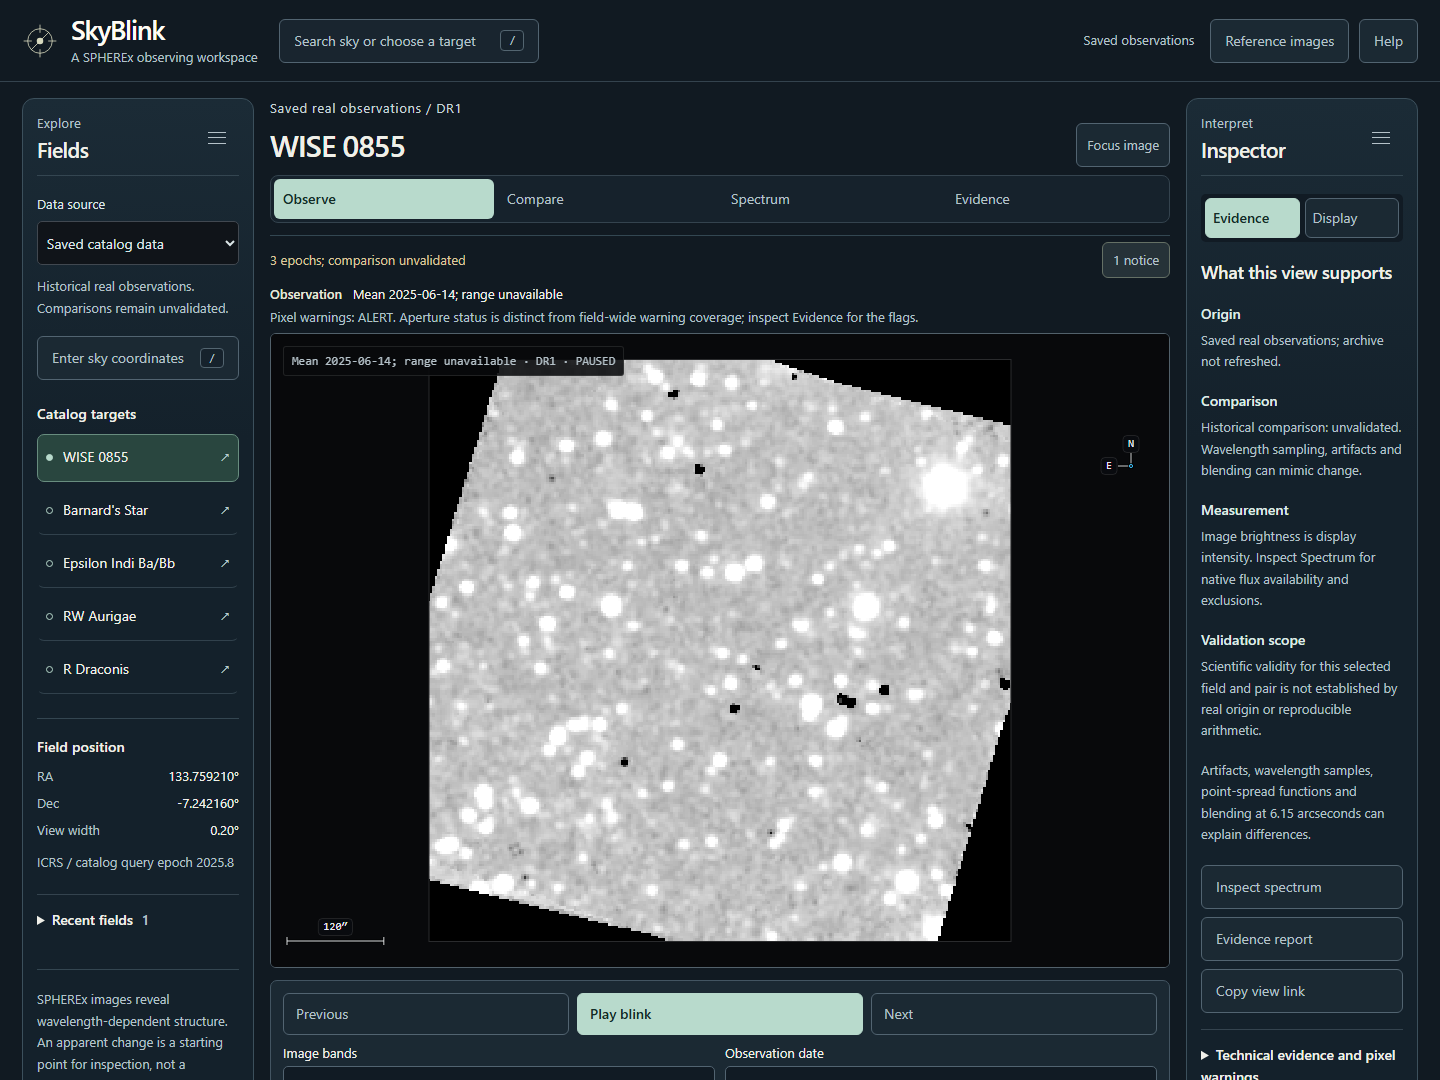 SkyBlink
A SPHEREx observing workspace
Search sky or choose a target /
Saved observations
Reference images
Help
Explore
Fields
Data source
Saved catalog data
Historical real observations.
Comparisons remain unvalidated.
Enter sky coordinates /
Catalog targets
WISE 0855 ↗
Barnard's Star ↗
Epsilon Indi Ba/Bb ↗
RW Aurigae ↗
R Draconis ↗
Field position
RA 133.759210°
Dec -7.242160°
View width 0.20°
ICRS / catalog query epoch 2025.8
Recent fields 1
SPHEREx images reveal
wavelength-dependent structure.
An apparent change is a starting
point for inspection, not a
Saved real observations / DR1
WISE 0855
Focus image
Observe
Compare
Spectrum
Evidence
3 epochs; comparison unvalidated
1 notice
Observation Mean 2025-06-14; range unavailable
Pixel warnings: ALERT. Aperture status is distinct from field-wide warning coverage; inspect Evidence for the flags.
Mean 2025-06-14; range unavailable · DR1 · PAUSED
N
E
120″
Previous
Play blink
Next
Image bands
Observation date
Interpret
Inspector
Evidence
Display
What this view supports
Origin
Saved real observations; archive
not refreshed.
Comparison
Historical comparison: unvalidated.
Wavelength sampling, artifacts and
blending can mimic change.
Measurement
Image brightness is display
intensity. Inspect Spectrum for
native flux availability and
exclusions.
Validation scope
Scientific validity for this selected
field and pair is not established by
real origin or reproducible
arithmetic.
Artifacts, wavelength samples,
point-spread functions and
blending at 6.15 arcseconds can
explain differences.
Inspect spectrum
Evidence report
Copy view link
Technical evidence and pixel
warnings